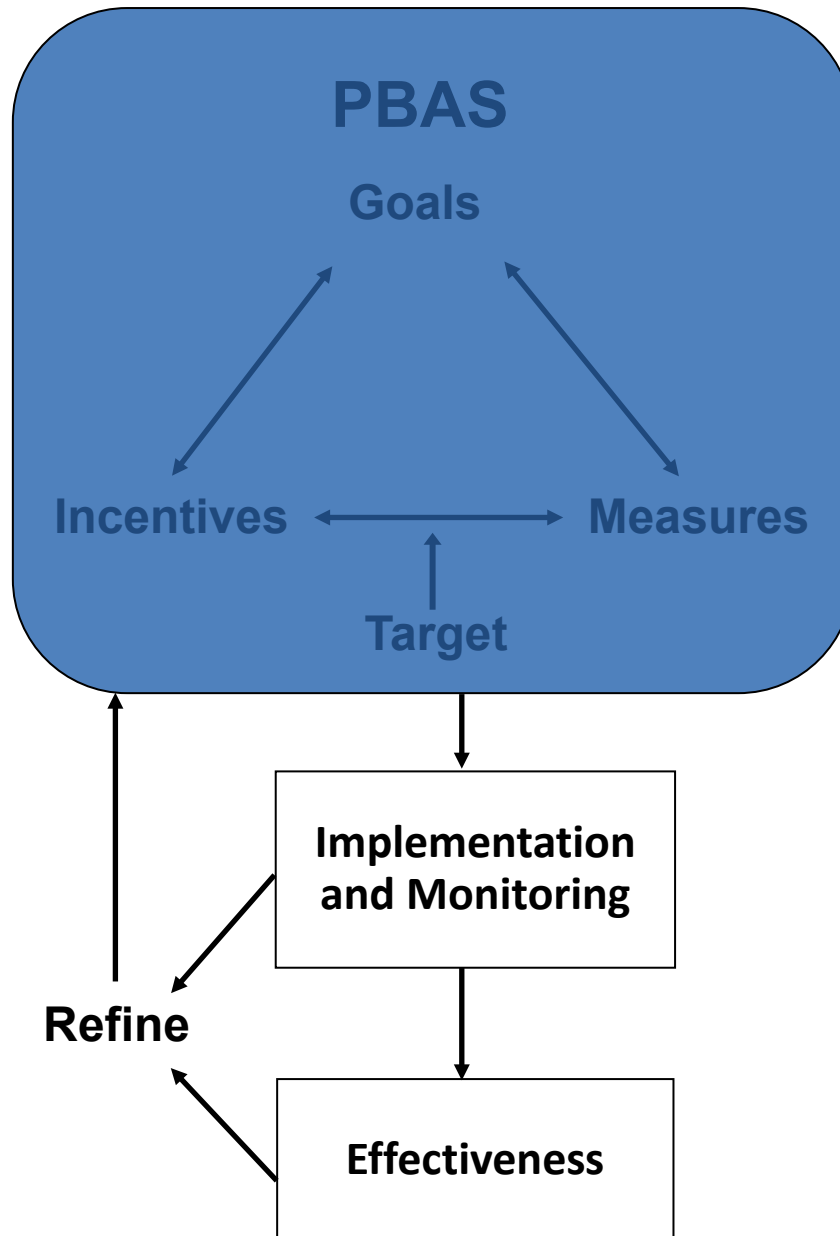 PBAS
Goals
Incentives
Measures
Target
Implementation
and Monitoring
Refine
Effectiveness